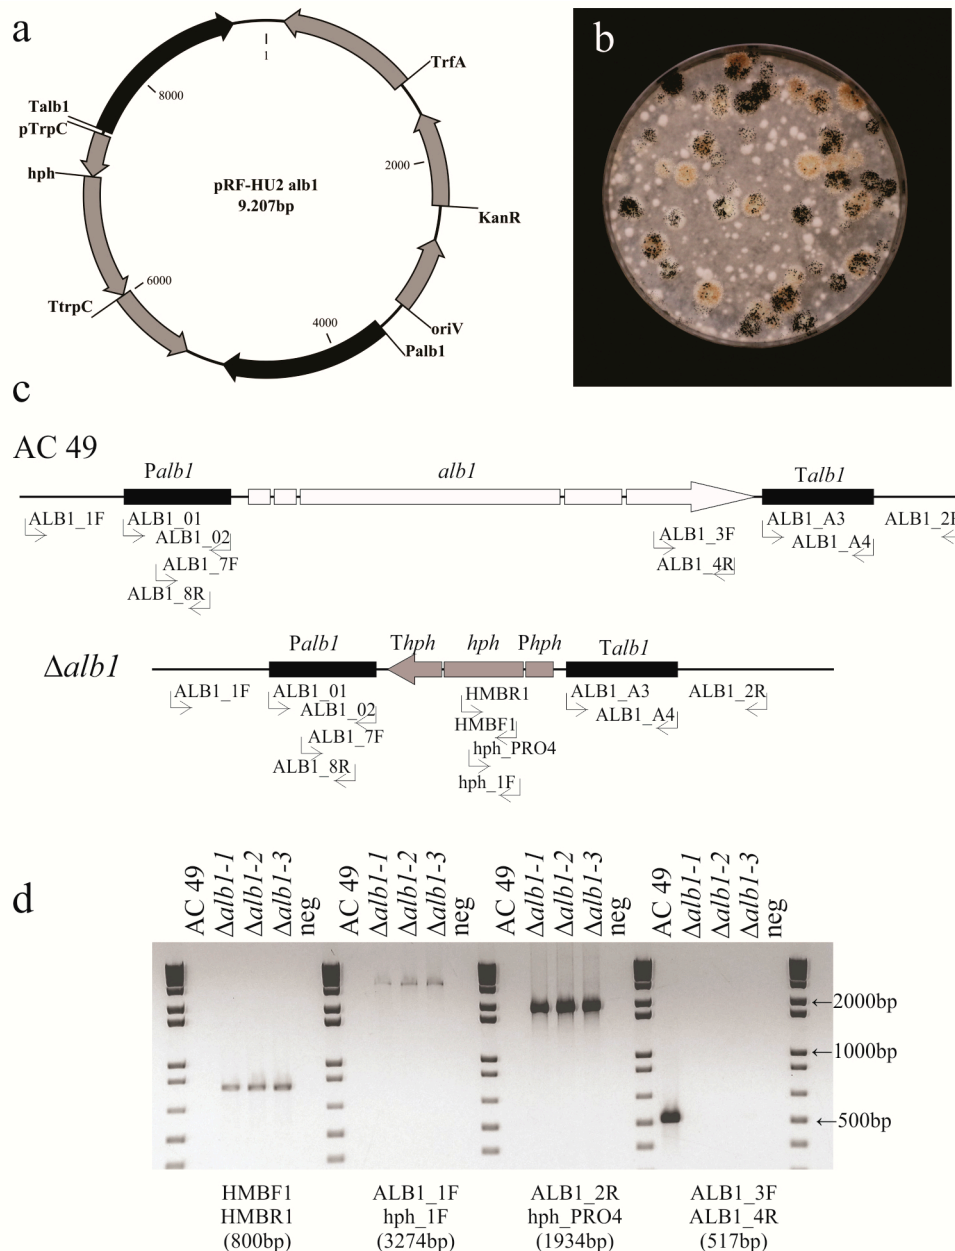 a
b
TrfA
1
8000
Talb1
pTrpC
hph
2000
pRF-HU2 alb1
9.207bp
KanR
6000
TtrpC
4000
oriV
Palb1
c
AC 49
Palb1
alb1
Talb1
ALB1_1F
ALB1_01
ALB1_3F
ALB1_A3
ALB1_2R
ALB1_02
ALB1_4R
ALB1_A4
ALB1_7F
ALB1_8R
Δalb1
Palb1
Thph
hph
Phph
Talb1
ALB1_1F
ALB1_01
HMBR1
ALB1_A3
ALB1_2R
ALB1_02
HMBF1
ALB1_A4
ALB1_7F
hph_PRO4
ALB1_8R
hph_1F
d
AC 49
Δalb1-1
Δalb1-2
Δalb1-3
neg
AC 49
Δalb1-1
Δalb1-2
Δalb1-3
neg
AC 49
Δalb1-1
Δalb1-2
Δalb1-3
neg
AC 49
Δalb1-1
Δalb1-2
Δalb1-3
neg
←2000bp
←1000bp
←500bp
HMBF1
HMBR1
(800bp)
ALB1_1F
hph_1F
(3274bp)
ALB1_2R
hph_PRO4
(1934bp)
ALB1_3F
ALB1_4R
(517bp)